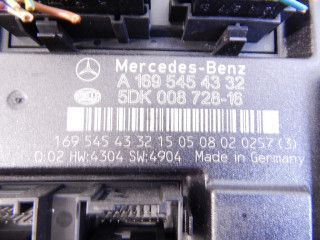 Mercedes-Benz
A 169 545 43 32
HELLA
5DK 008 728-16
169 545 43 32 15 05 08 02 0257 (3)
D:02 HW:4304 SW:4904 Made in Germany